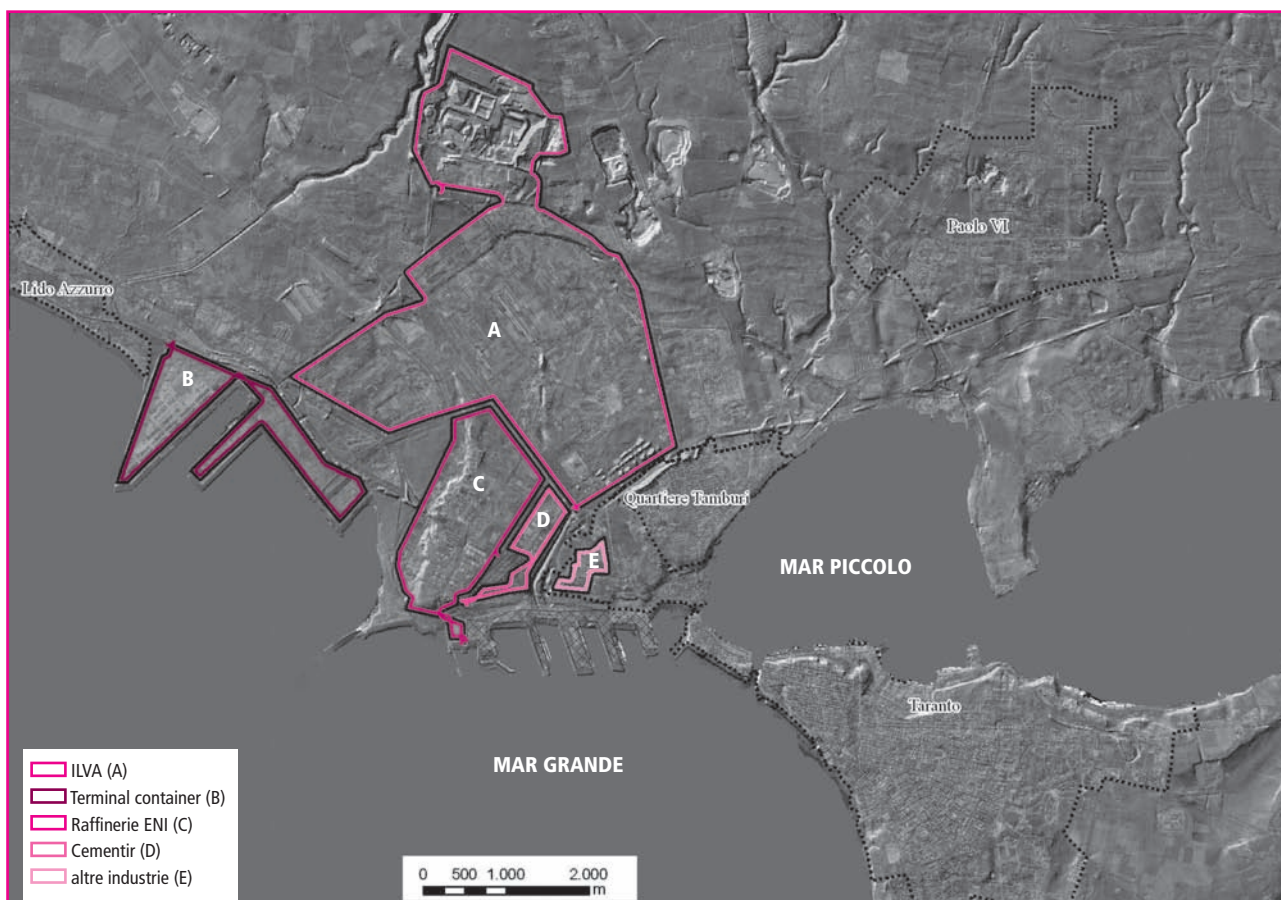 Paolo VI
Lido Azzurro
A
B
C
Quartiere Tamburi
D
E
MAR PICCOLO
Taranto
MAR GRANDE
ILVA (A)
Terminal container (B)
Raffinerie ENI (C)
Cementir (D)
altre industrie (E)
0 500 1.000 2.000
m